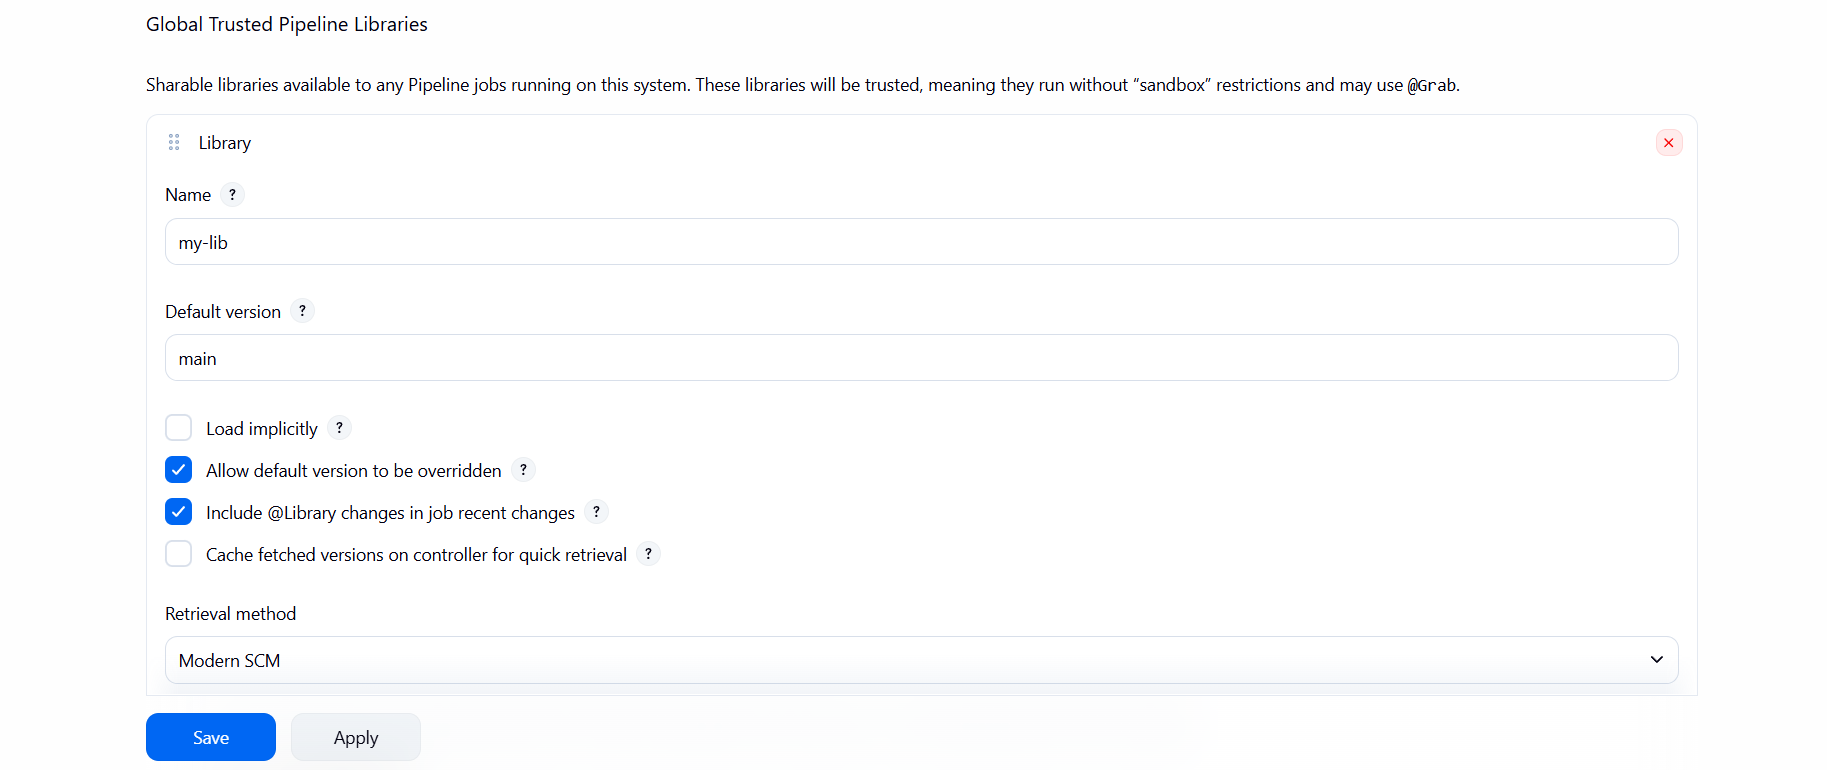 Global Trusted Pipeline Libraries
Sharable libraries available to any Pipeline jobs running on this system. These libraries will be trusted, meaning they run without “sandbox” restrictions and may use @Grab.
Library
Name ?
my-lib
Default version ?
main
Load implicitly ?
Allow default version to be overridden ?
Include @Library changes in job recent changes ?
Cache fetched versions on controller for quick retrieval ?
Retrieval method
Modern SCM
Save Apply